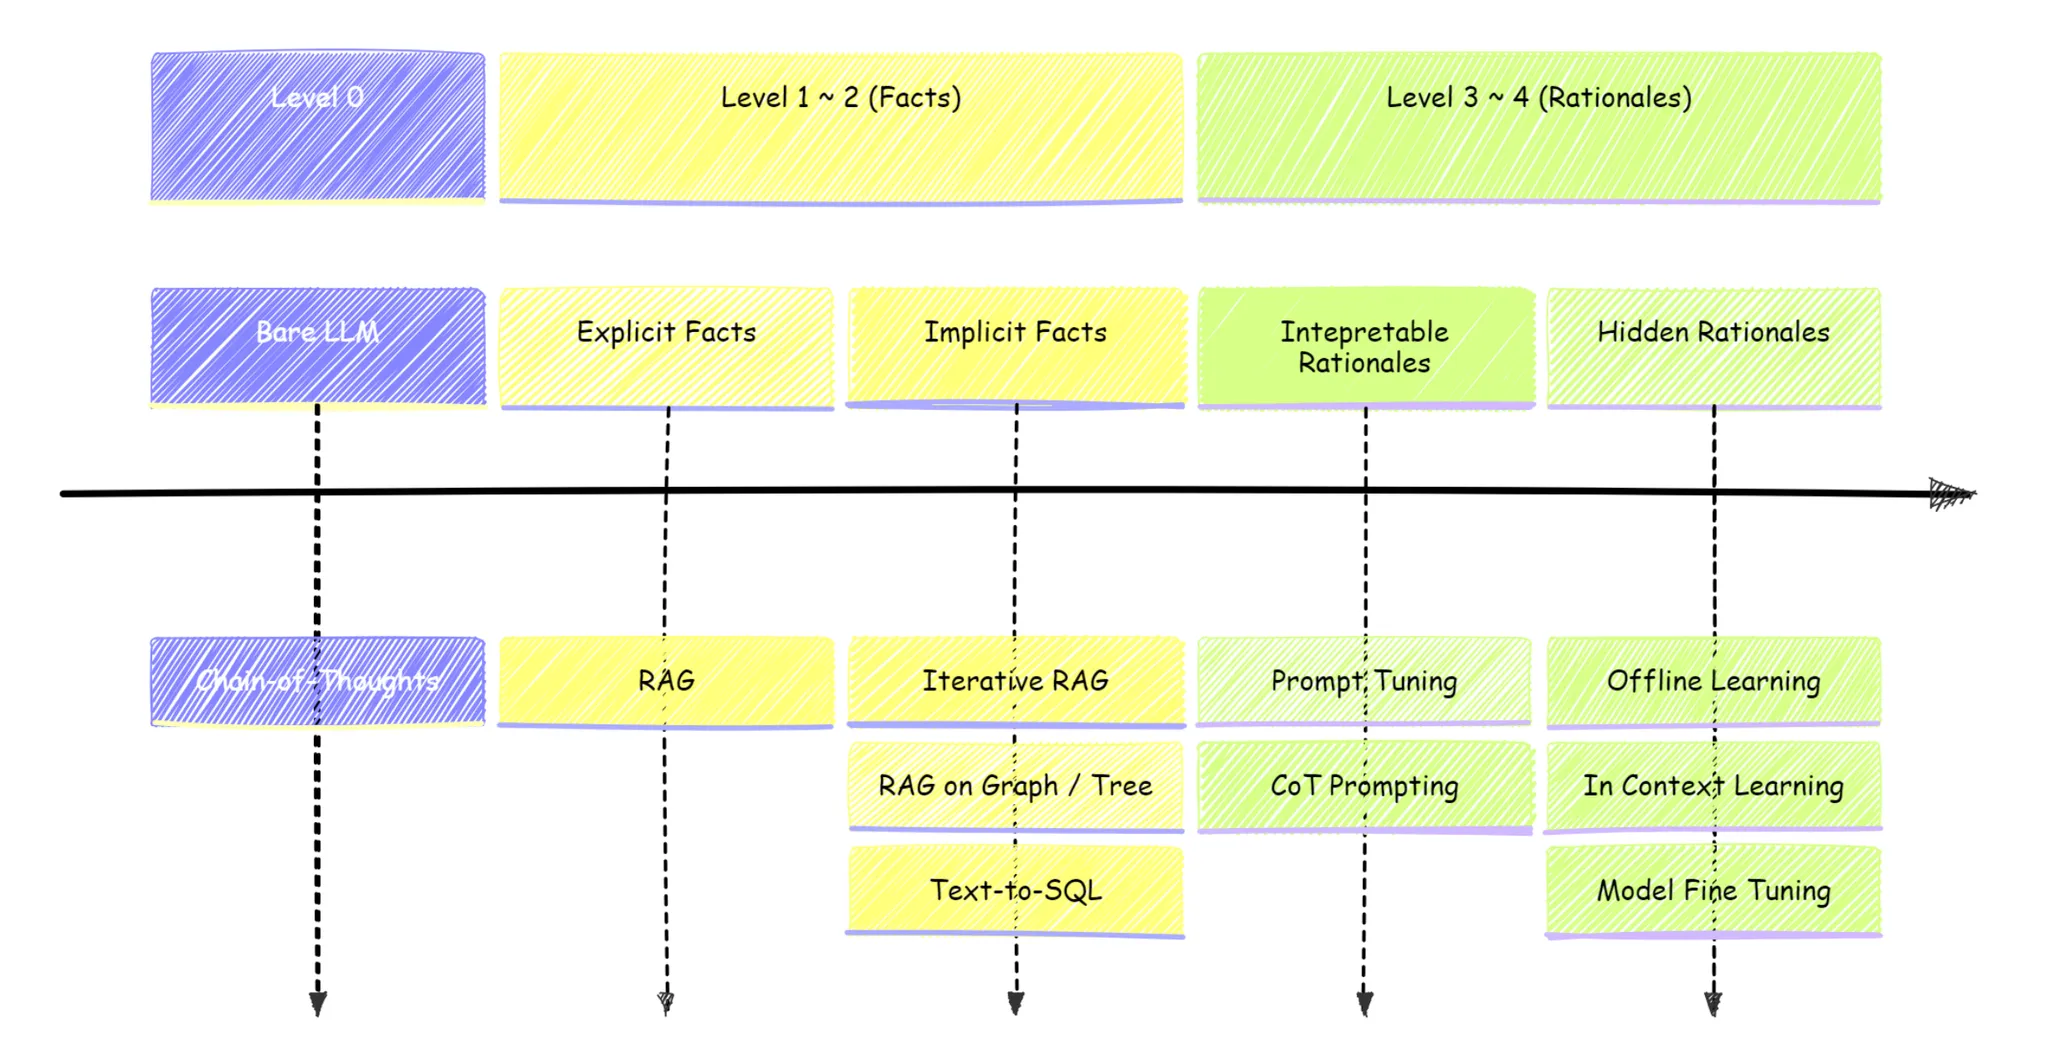 Level 0
Level 1 ~ 2 (Facts)
Level 3 ~ 4 (Rationales)
Bare LLM
Explicit Facts
Implicit Facts
Intepretable
Rationales
Hidden Rationales
Chain-of-Thoughts
RAG
Iterative RAG
Prompt Tuning
Offline Learning
RAG on Graph / Tree
CoT Prompting
In Context Learning
Text-to-SQL
Model Fine Tuning